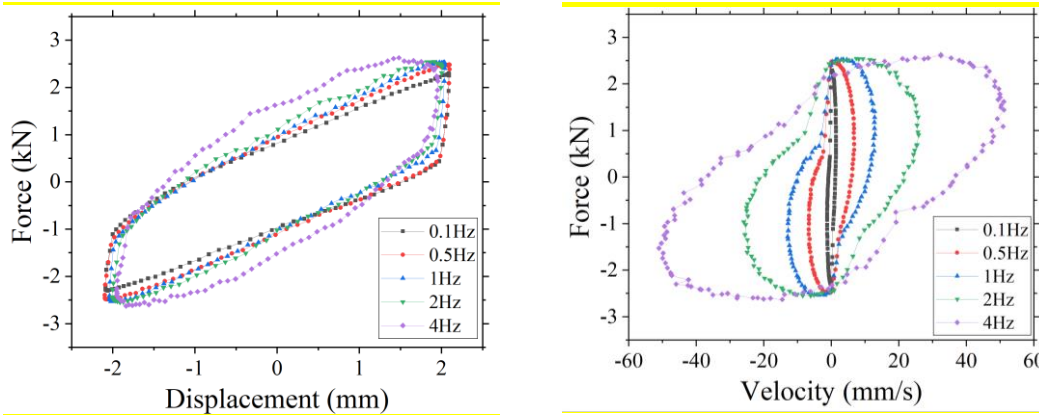 3
2
1
0
-1
-2
-3
Force (kN)
-2
-1
0
1
2
Displacement (mm)
0.1Hz
0.5Hz
1Hz
2Hz
4Hz
3
2
1
0
-1
-2
-3
Force (kN)
-60
-40
-20
0
20
40
60
Velocity (mm/s)
0.1Hz
0.5Hz
1Hz
2Hz
4Hz